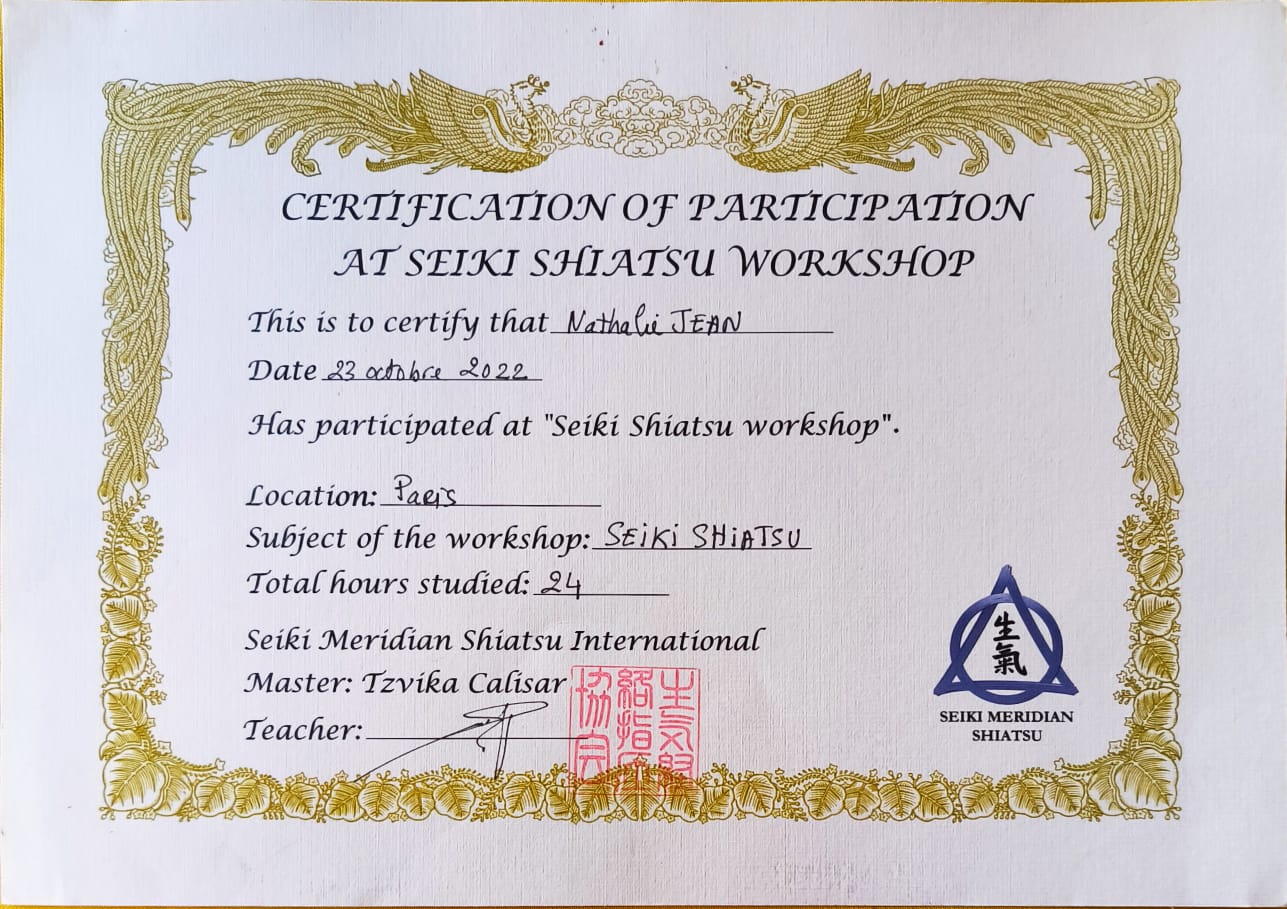 CERTIFICATION OF PARTICIPATION
AT SEIKI SHIATSU WORKSHOP
This is to certify that Nathalie JEAN
Date 23 octobre 2022
Has participated at "Seiki Shiatsu workshop".
Location: Paris
Subject of the workshop: SEiKi SHiATSU
Total hours studied: 24
Seiki Meridian Shiatsu International
Master: Tzvika Calisar
Teacher:
生氣
SEIKI MERIDIAN
SHIATSU